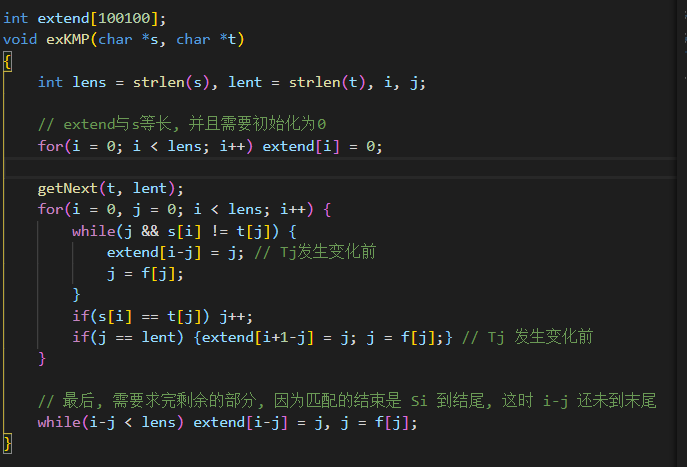 int extend[100100];
void exKMP(char *s, char *t)
{
    int lens = strlen(s), lent = strlen(t), i, j;
    // extend与s等长, 并且需要初始化为0
    for(i = 0; i < lens; i++) extend[i] = 0;
    getNext(t, lent);
    for(i = 0, j = 0; i < lens; i++) {
        while(j && s[i] != t[j]) {
            extend[i-j] = j; // Tj发生变化前
            j = f[j];
        }
        if(s[i] == t[j]) j++;
        if(j == lent) {extend[i+1-j] = j; j = f[j];} // Tj 发生变化前
    }
    // 最后, 需要求完剩余的部分, 因为匹配的结束是 Si 到结尾, 这时 i-j 还未到末尾
    while(i-j < lens) extend[i-j] = j, j = f[j];
}